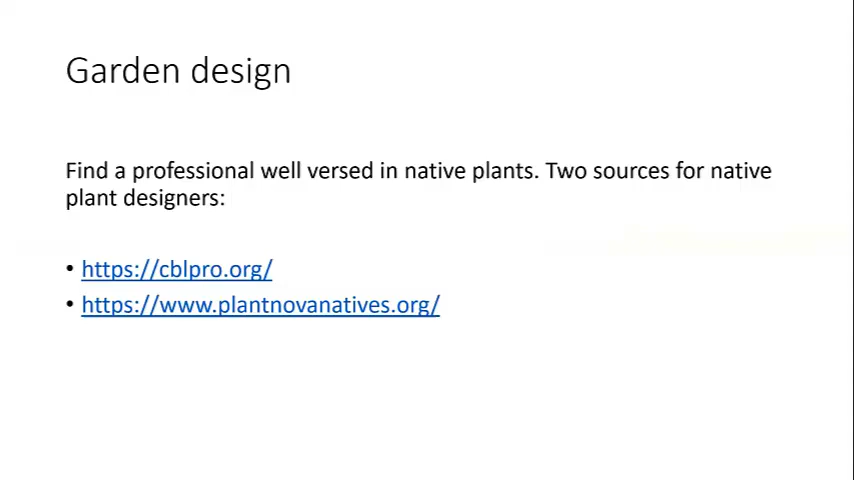 Garden design
Find a professional well versed in native plants. Two sources for native
plant designers:
• https://cblpro.org/
• https://www.plantnovanatives.org/